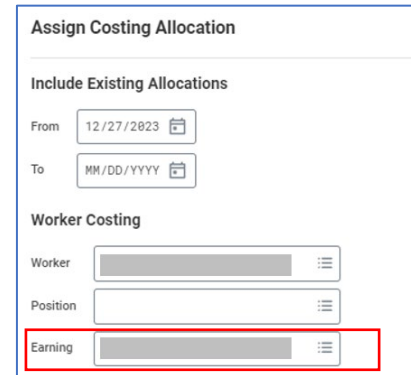 Assign Costing Allocation
Include Existing Allocations
From 12/27/2023
To MM/DD/YYYY
Worker Costing
Worker
Position
Earning